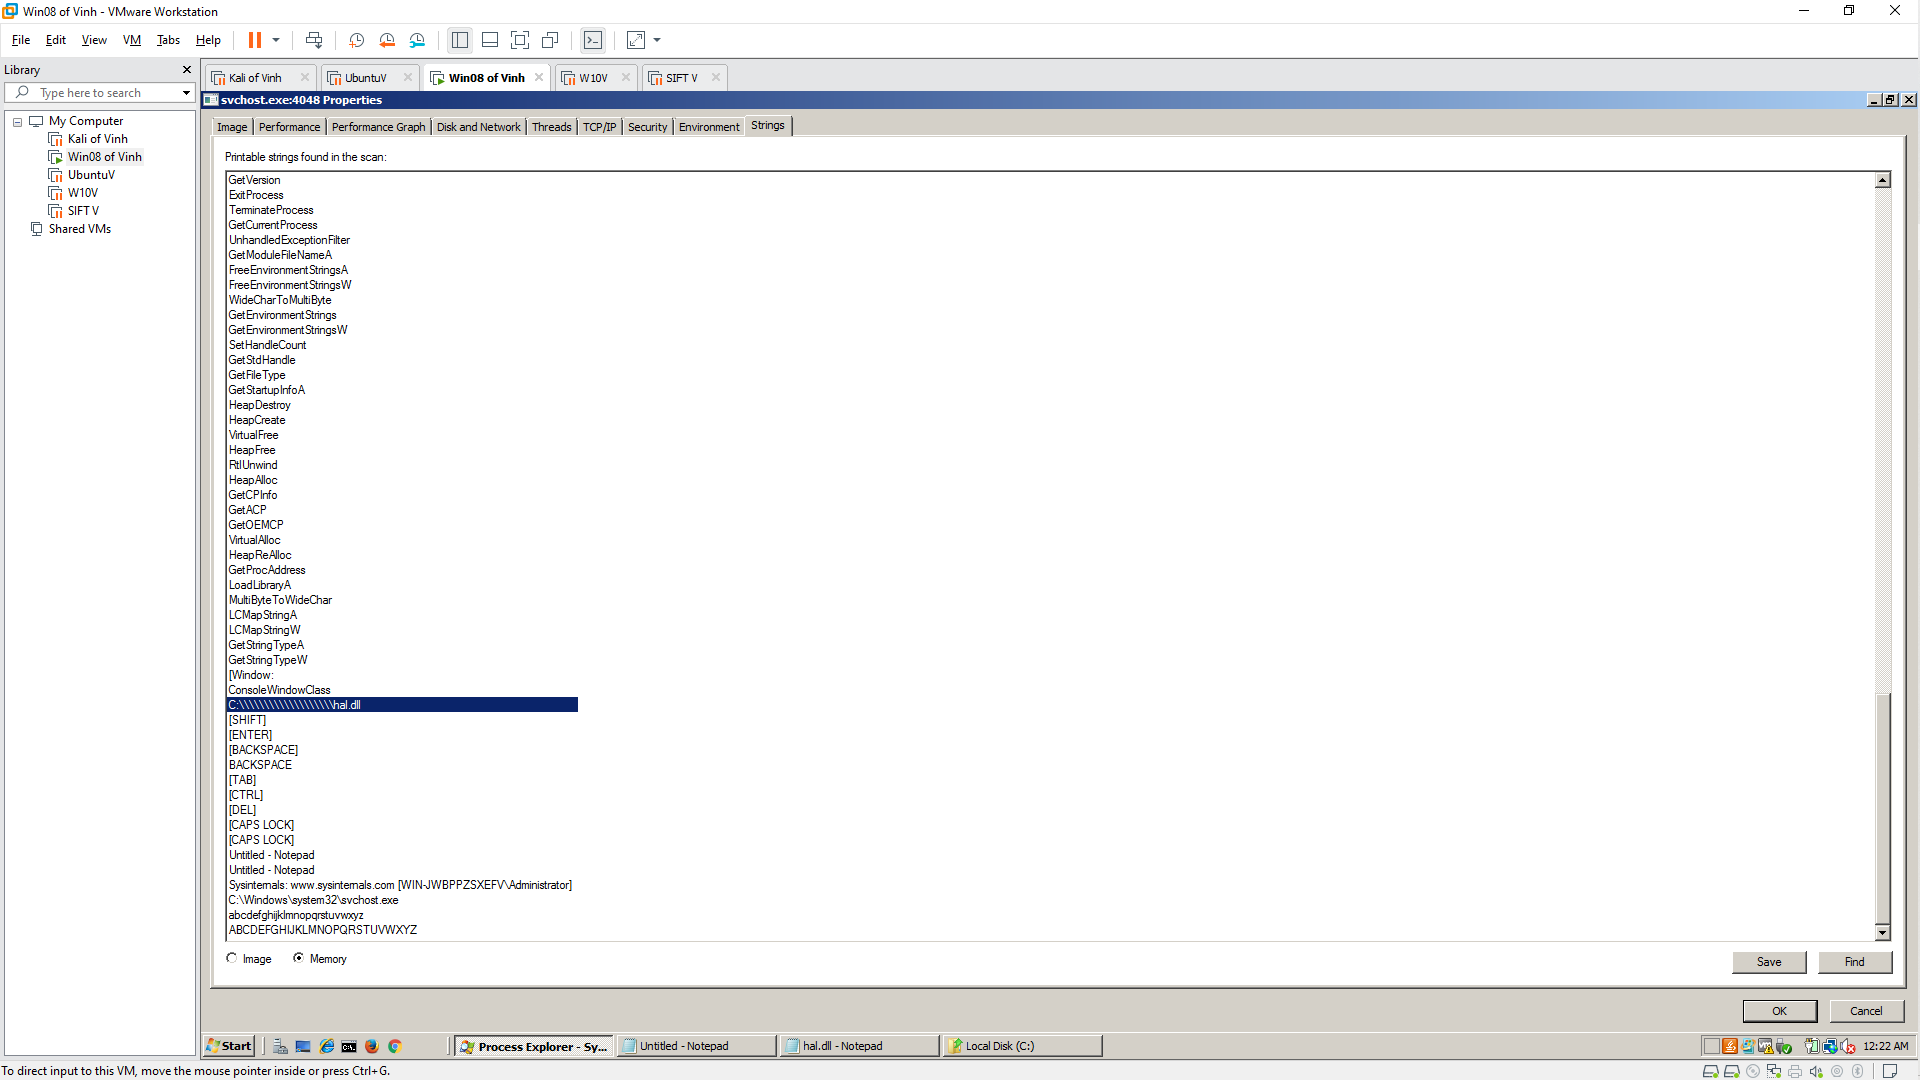 Win08 of Vinh - VMware Workstation
File Edit View VM Tabs Help
Library
Type here to search
My Computer
Kali of Vinh
Win08 of Vinh
UbuntuV
W10V
SIFT V
Shared VMs
Kali of Vinh UbuntuV Win08 of Vinh W10V SIFT V
svchost.exe:4048 Properties
Image Performance Performance Graph Disk and Network Threads TCP/IP Security Environment Strings
Printable strings found in the scan:
GetVersion
ExitProcess
TerminateProcess
GetCurrentProcess
UnhandledExceptionFilter
GetModuleFileNameA
FreeEnvironmentStringsA
FreeEnvironmentStringsW
WideCharToMultiByte
GetEnvironmentStrings
GetEnvironmentStringsW
SetHandleCount
GetStdHandle
GetFileType
GetStartupInfoA
HeapDestroy
HeapCreate
VirtualFree
HeapFree
RtlUnwind
HeapAlloc
GetCPInfo
GetACP
GetOEMCP
VirtualAlloc
HeapReAlloc
GetProcAddress
LoadLibraryA
MultiByteToWideChar
LCMapStringA
LCMapStringW
GetStringTypeA
GetStringTypeW
[Window:
ConsoleWindowClass
C:\\\\\\\\\\\\\\\\\\\hal.dll
[SHIFT]
[ENTER]
[BACKSPACE]
BACKSPACE
[TAB]
[CTRL]
[DEL]
[CAPS LOCK]
[CAPS LOCK]
Untitled - Notepad
Untitled - Notepad
Sysinternals: www.sysinternals.com [WIN-JWBPPZSXEFV\Administrator]
C:\Windows\system32\svchost.exe
abcdefghijklmnopqrstuvwxyz
ABCDEFGHIJKLMNOPQRSTUVWXYZ
Image Memory
Save Find
OK Cancel
Start Process Explorer - Sy... Untitled - Notepad hal.dll - Notepad Local Disk (C:) 12:22 AM
To direct input to this VM, move the mouse pointer inside or press Ctrl+G.